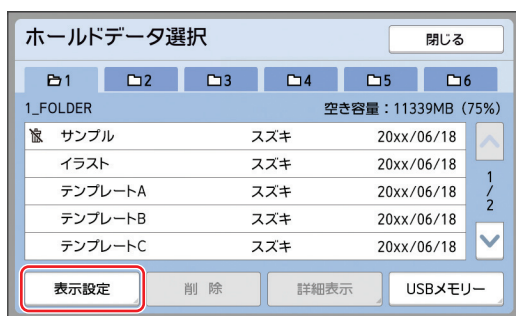 ホールドデータ選択 閉じる
1 2 3 4 5 6
1_FOLDER 空き容量：11339MB（75%）
サンプル スズキ 20xx/06/18
イラスト スズキ 20xx/06/18
テンプレートA スズキ 20xx/06/18
テンプレートB スズキ 20xx/06/18
テンプレートC スズキ 20xx/06/18
1/2
表示設定 削 除 詳細表示 USBメモリー